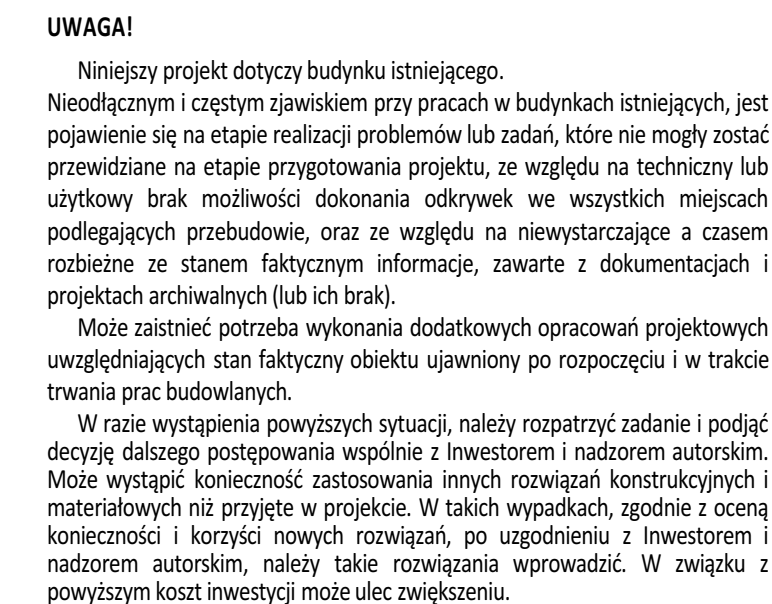 UWAGA!
Niniejszy projekt dotyczy budynku istniejącego.
Nieodłącznym i częstym zjawiskiem przy pracach w budynkach istniejących, jest
pojawienie się na etapie realizacji problemów lub zadań, które nie mogły zostać
przewidziane na etapie przygotowania projektu, ze względu na techniczny lub
użytkowy brak możliwości dokonania odkrywek we wszystkich miejscach
podlegających przebudowie, oraz ze względu na niewystarczające a czasem
rozbieżne ze stanem faktycznym informacje, zawarte z dokumentacjach i
projektach archiwalnych (lub ich brak).
Może zaistnieć potrzeba wykonania dodatkowych opracowań projektowych
uwzględniających stan faktyczny obiektu ujawniony po rozpoczęciu i w trakcie
trwania prac budowlanych.
W razie wystąpienia powyższych sytuacji, należy rozpatrzyć zadanie i podjąć
decyzję dalszego postępowania wspólnie z Inwestorem i nadzorem autorskim.
Może wystąpić konieczność zastosowania innych rozwiązań konstrukcyjnych i
materiałowych niż przyjęte w projekcie. W takich wypadkach, zgodnie z oceną
konieczności i korzyści nowych rozwiązań, po uzgodnieniu z Inwestorem i
nadzorem autorskim, należy takie rozwiązania wprowadzić. W związku z
powyższym koszt inwestycji może ulec zwiększeniu.